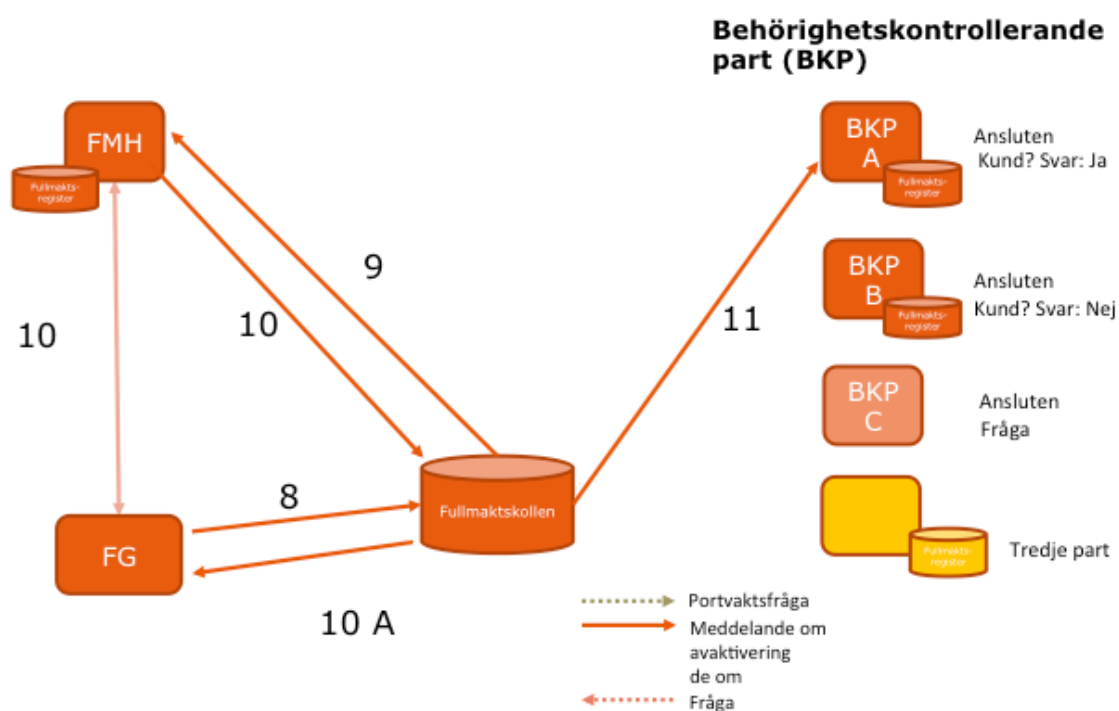 Behörighetskontrollerande
part (BKP)
FMH
Fullmakts-
register
BKP
A
Fullmakts-
register
Ansluten
Kund? Svar: Ja
9
10
10
11
BKP
B
Fullmakts-
register
Ansluten
Kund? Svar: Nej
BKP
C
Ansluten
Fråga
8
Fullmaktskollen
FG
Fullmakts-
register
Tredje part
10 A
Portvaktsfråga
Meddelande om
avaktivering
de om
Fråga